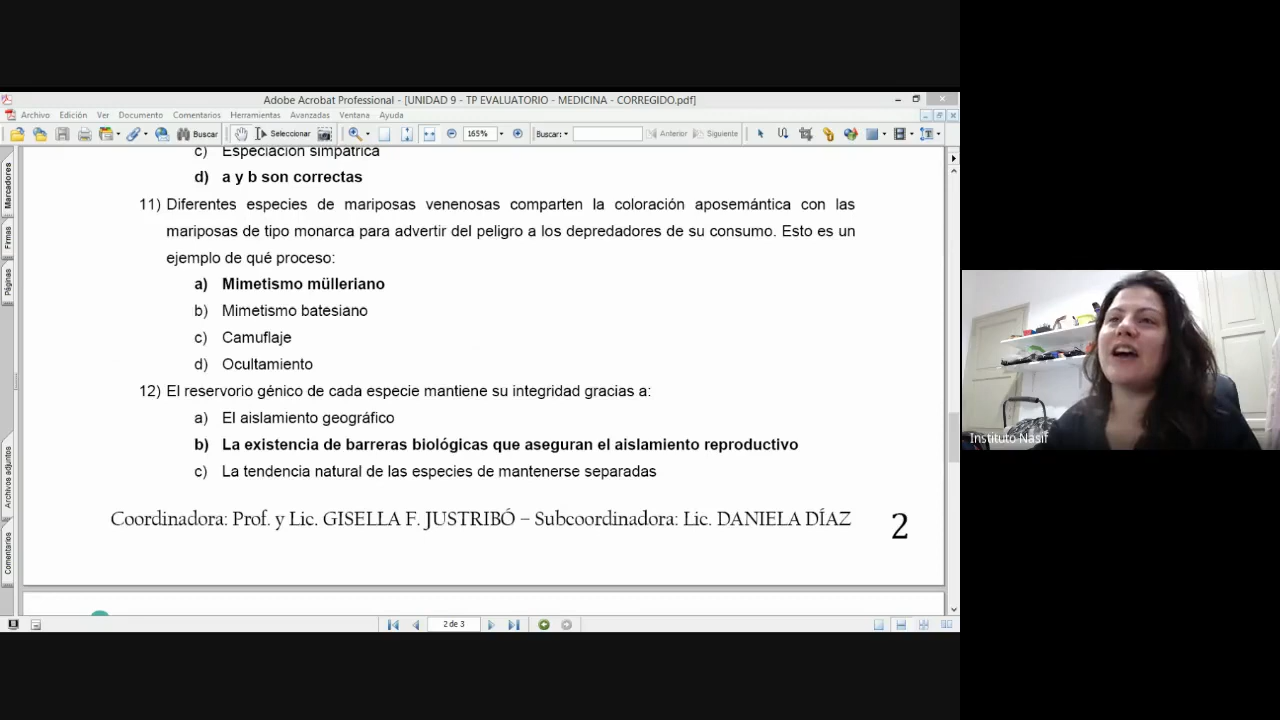 Adobe Acrobat Professional - [UNIDAD 9 - TP EVALUATORIO - MEDICINA - CORREGIDO.pdf]
Archivo Edición Ver Documento Comentarios Herramientas Avanzadas Ventana Ayuda
Buscar Seleccionar 165% Buscar: Anterior Siguiente
Marcadores
Firmas
Páginas
Archivos adjuntos
Comentarios
c) Especiación simpátrica
d) a y b son correctas
11) Diferentes especies de mariposas venenosas comparten la coloración aposemántica con las
mariposas de tipo monarca para advertir del peligro a los depredadores de su consumo. Esto es un
ejemplo de qué proceso:
a) Mimetismo mülleriano
b) Mimetismo batesiano
c) Camuflaje
d) Ocultamiento
12) El reservorio génico de cada especie mantiene su integridad gracias a:
a) El aislamiento geográfico
b) La existencia de barreras biológicas que aseguran el aislamiento reproductivo
c) La tendencia natural de las especies de mantenerse separadas
Coordinadora: Prof. y Lic. GISELLA F. JUSTRIBÓ – Subcoordinadora: Lic. DANIELA DÍAZ
2
2 de 3
Instituto Nasif